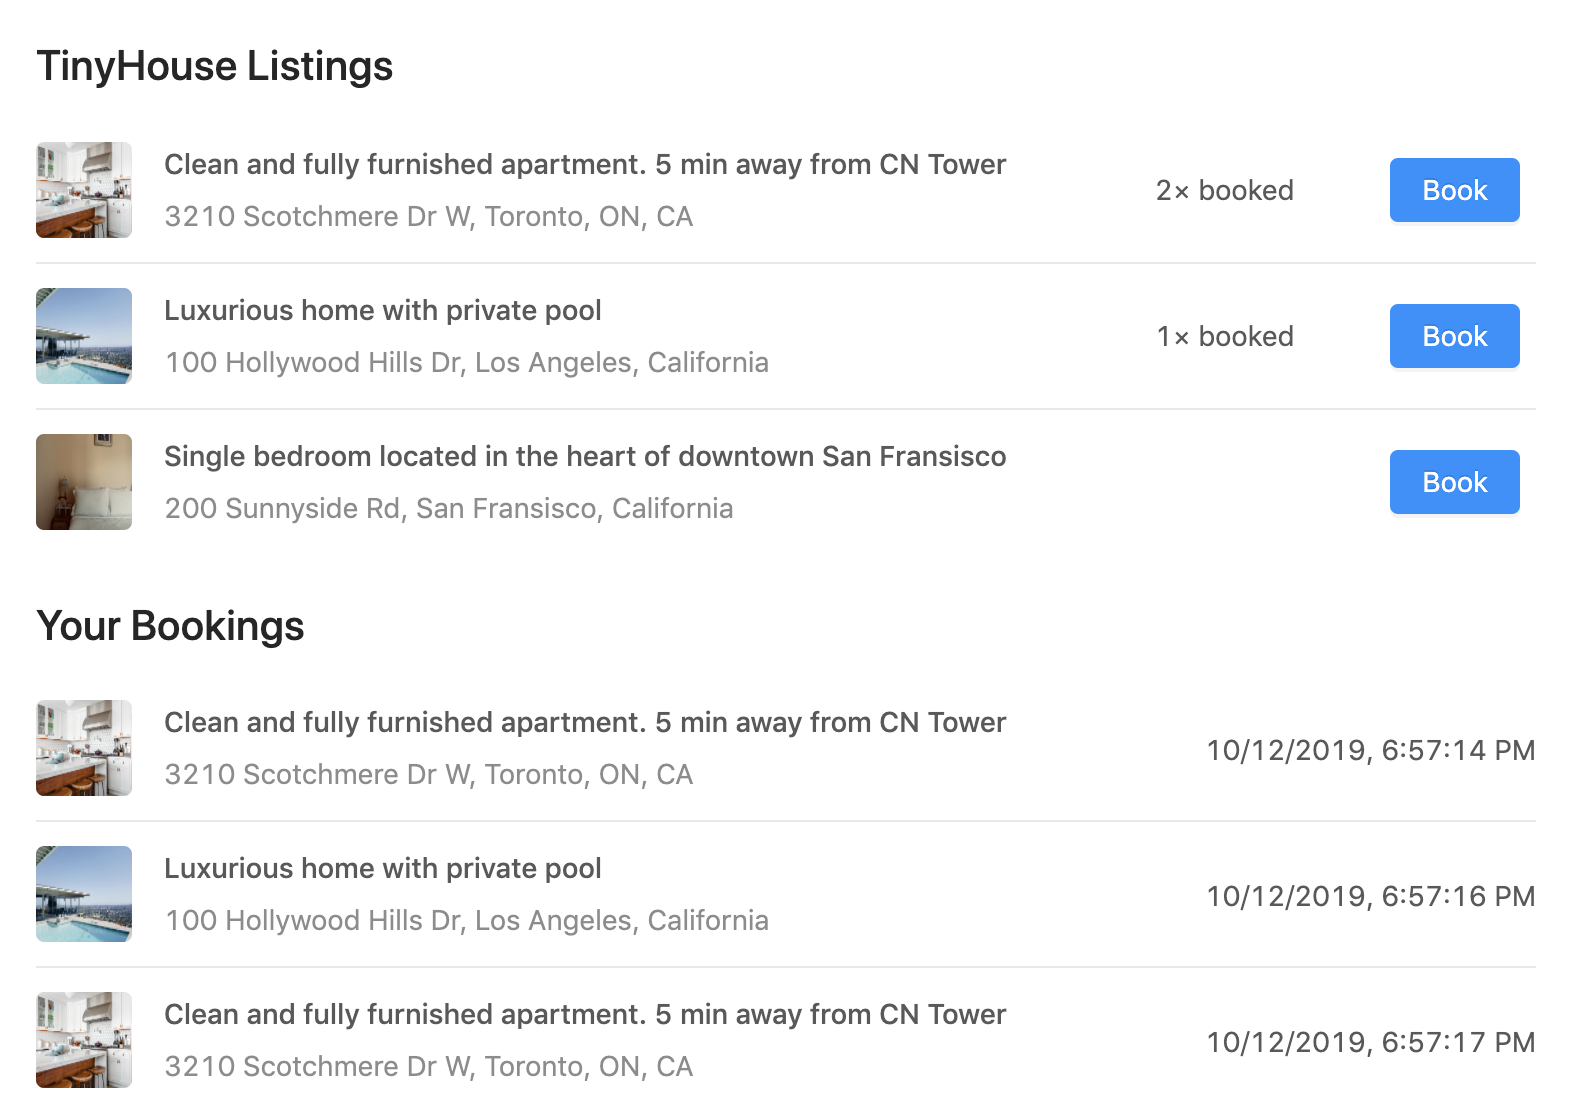 TinyHouse Listings
Clean and fully furnished apartment. 5 min away from CN Tower
3210 Scotchmere Dr W, Toronto, ON, CA
2× booked
Book
Luxurious home with private pool
100 Hollywood Hills Dr, Los Angeles, California
1× booked
Book
Single bedroom located in the heart of downtown San Fransisco
200 Sunnyside Rd, San Fransisco, California
Book
Your Bookings
Clean and fully furnished apartment. 5 min away from CN Tower
3210 Scotchmere Dr W, Toronto, ON, CA
10/12/2019, 6:57:14 PM
Luxurious home with private pool
100 Hollywood Hills Dr, Los Angeles, California
10/12/2019, 6:57:16 PM
Clean and fully furnished apartment. 5 min away from CN Tower
3210 Scotchmere Dr W, Toronto, ON, CA
10/12/2019, 6:57:17 PM